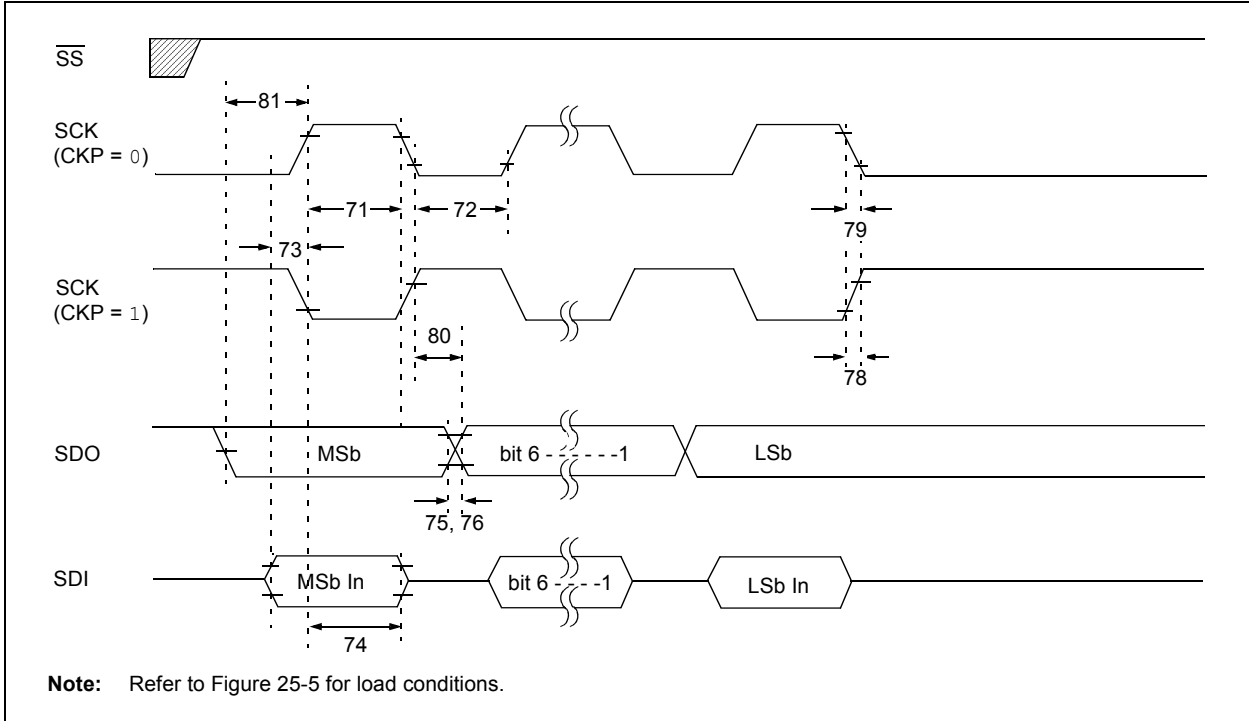 SS
81
SCK
(CKP = 0)
71
72
79
73
SCK
(CKP = 1)
80
78
SDO
MSb
bit 6 - - - - - -1
LSb
75, 76
SDI
MSb In
bit 6 - - - -1
LSb In
74
Note: Refer to Figure 25-5 for load conditions.